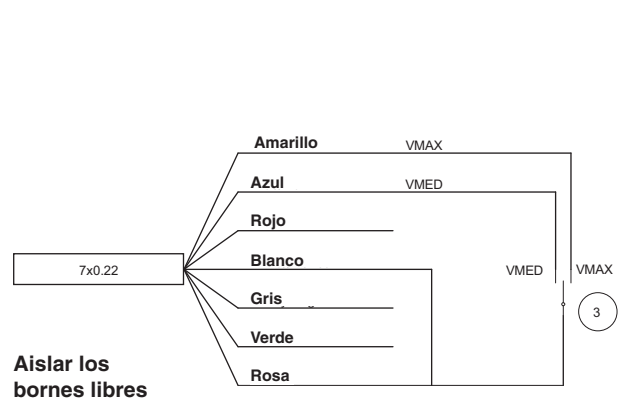 Amarillo VMAX
Azul VMED
Rojo
Blanco
7x0.22
VMED VMAX
Gris
3
Verde
Aislar los
bornes libres
Rosa